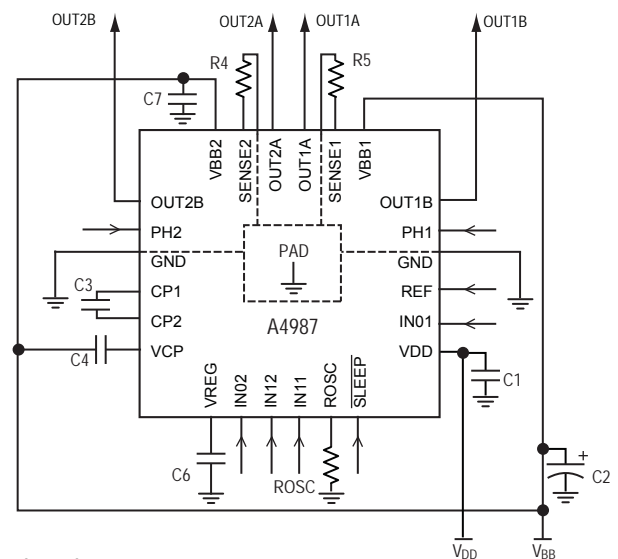 OUT2B
OUT2A
OUT1A
OUT1B
R4
R5
C7
VBB2
SENSE2
OUT2A
OUT1A
SENSE1
VBB1
OUT2B
OUT1B
PH2
PH1
PAD
GND
GND
C3
CP1
REF
CP2
A4987
IN01
C4
VCP
VDD
C1
VREG
IN02
IN12
IN11
ROSC
SLEEP
C6
ROSC
+
C2
VDD
VBB